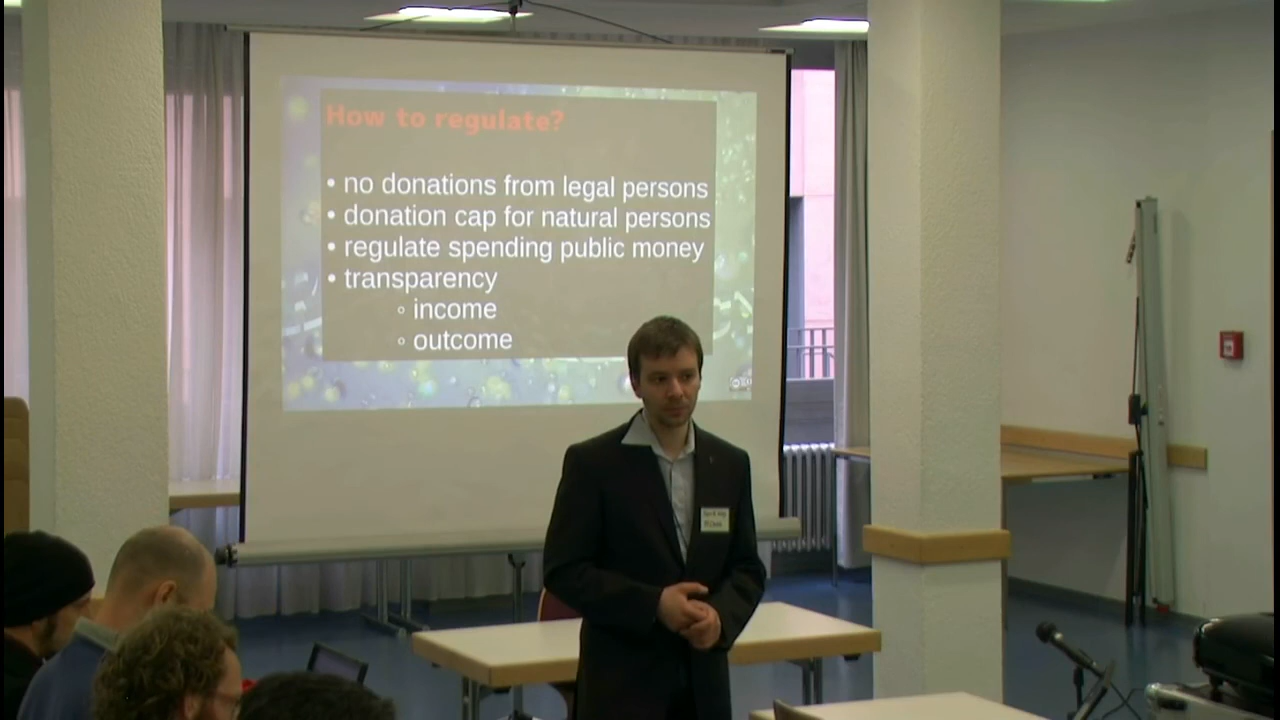 How to regulate?
• no donations from legal persons
• donation cap for natural persons
• regulate spending public money
• transparency
◦ income
◦ outcome